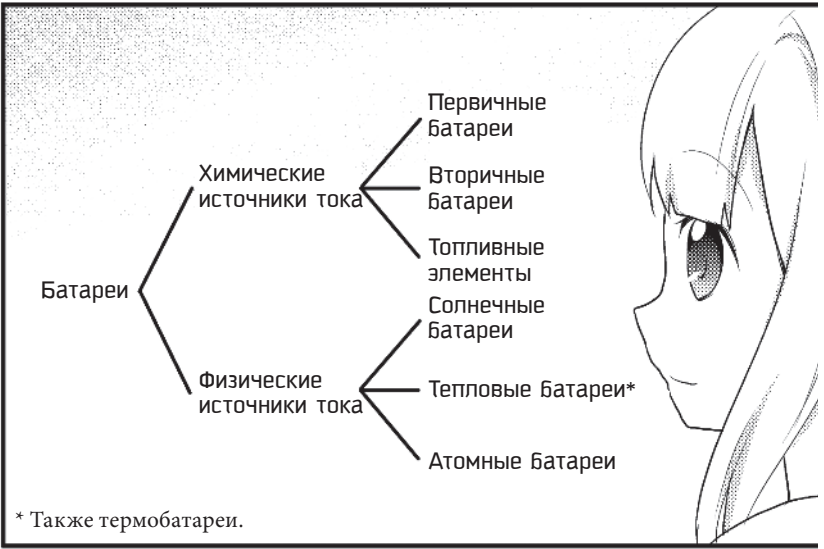 Первичные
батареи
Химические
источники тока
Вторичные
батареи
Топливные
элементы
Батареи
Солнечные
батареи
Физические
источники тока
Тепловые батареи*
Атомные батареи
* Также термобатареи.